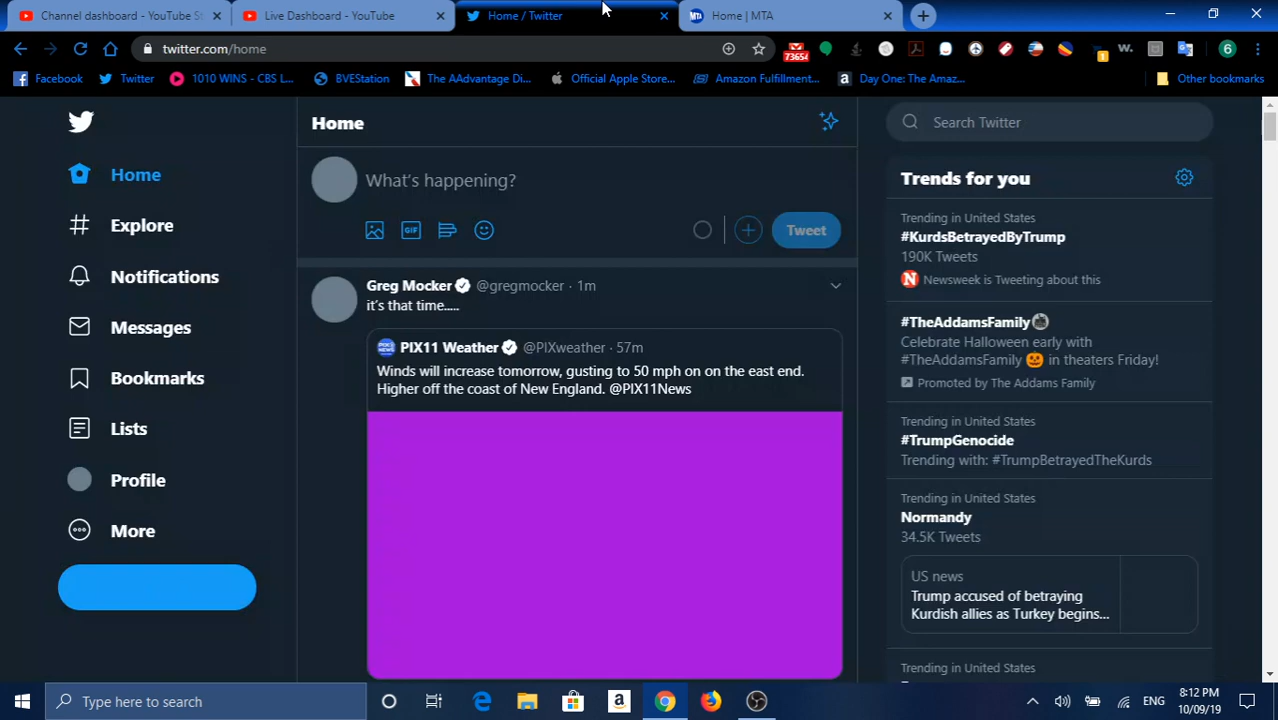 Channel dashboard - YouTube St
Live Dashboard - YouTube
Home / Twitter
Home | MTA
twitter.com/home
73654
W.
6
Facebook
Twitter
1010 WINS - CBS L...
BVEStation
The AAdvantage Di...
Official Apple Store...
Amazon Fulfillment...
a
Day One: The Amaz...
Other bookmarks
Home
Explore
Notifications
Messages
Bookmarks
Lists
Profile
More
Home
What's happening?
GIF
Tweet
Greg Mocker @gregmocker · 1m
it's that time.....
PIX11 Weather @PIXweather · 57m
Winds will increase tomorrow, gusting to 50 mph on on the east end.
Higher off the coast of New England. @PIX11News
Search Twitter
Trends for you
Trending in United States
#KurdsBetrayedByTrump
190K Tweets
N Newsweek is Tweeting about this
#TheAddamsFamily
Celebrate Halloween early with
#TheAddamsFamily 🎃 in theaters Friday!
Promoted by The Addams Family
Trending in United States
#TrumpGenocide
Trending with: #TrumpBetrayedTheKurds
Trending in United States
Normandy
34.5K Tweets
US news
Trump accused of betraying
Kurdish allies as Turkey begins...
Trending in United States
Type here to search
a
ENG
8:12 PM
10/09/19